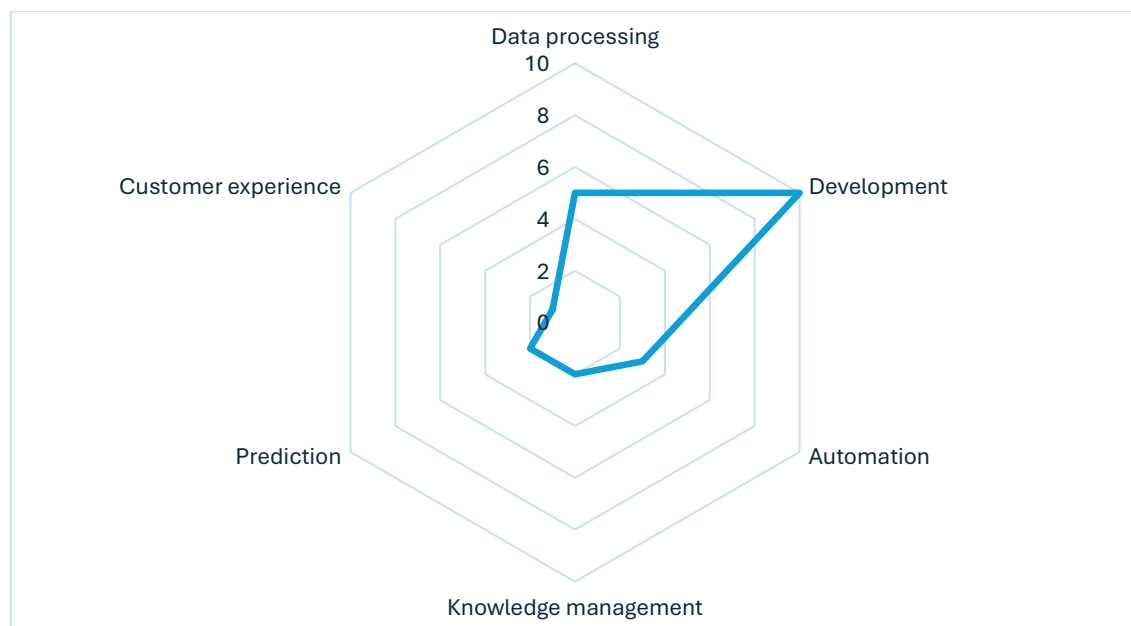 Data processing
10
8
6
4
2
0
Development
Automation
Knowledge management
Prediction
Customer experience